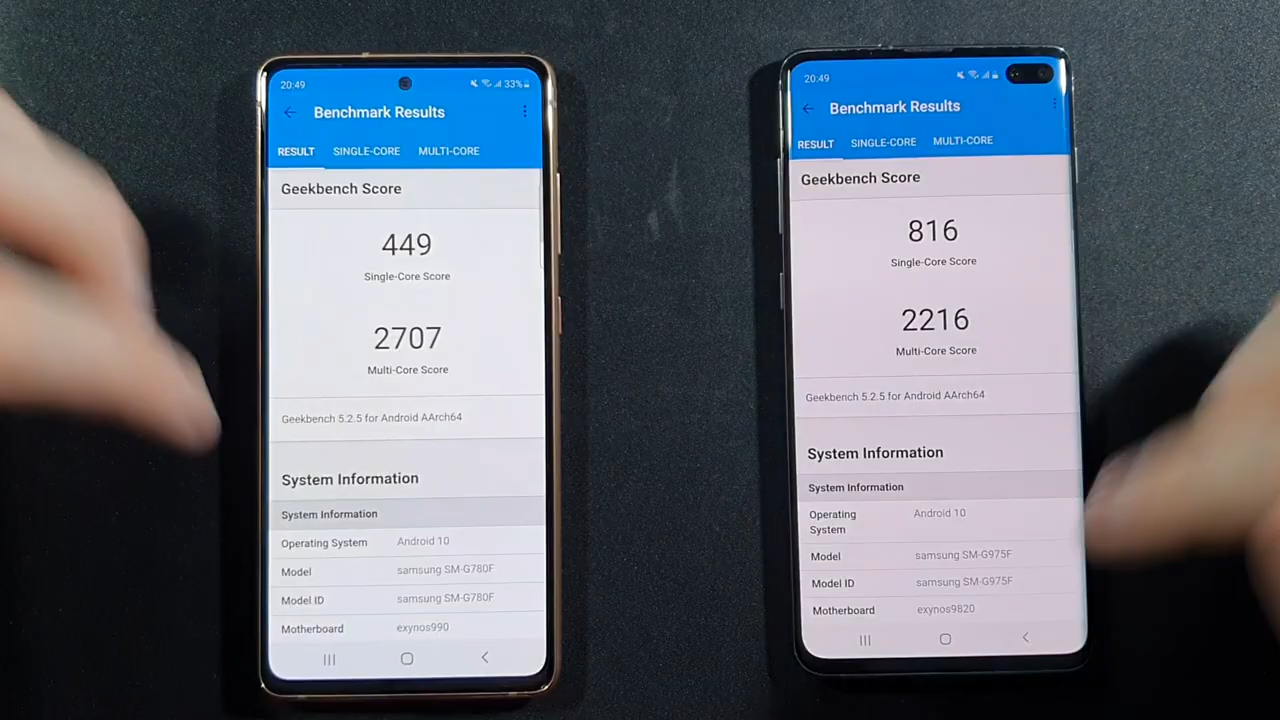 20:49
33%
Benchmark Results
RESULT SINGLE-CORE MULTI-CORE
Geekbench Score
449
Single-Core Score
2707
Multi-Core Score
Geekbench 5.2.5 for Android AArch64
System Information
System Information
Operating System Android 10
Model samsung SM-G780F
Model ID samsung SM-G780F
Motherboard exynos990
20:49
Benchmark Results
RESULT SINGLE-CORE MULTI-CORE
Geekbench Score
816
Single-Core Score
2216
Multi-Core Score
Geekbench 5.2.5 for Android AArch64
System Information
System Information
Operating Android 10
System
Model samsung SM-G975F
Model ID samsung SM-G975F
Motherboard exynos9820